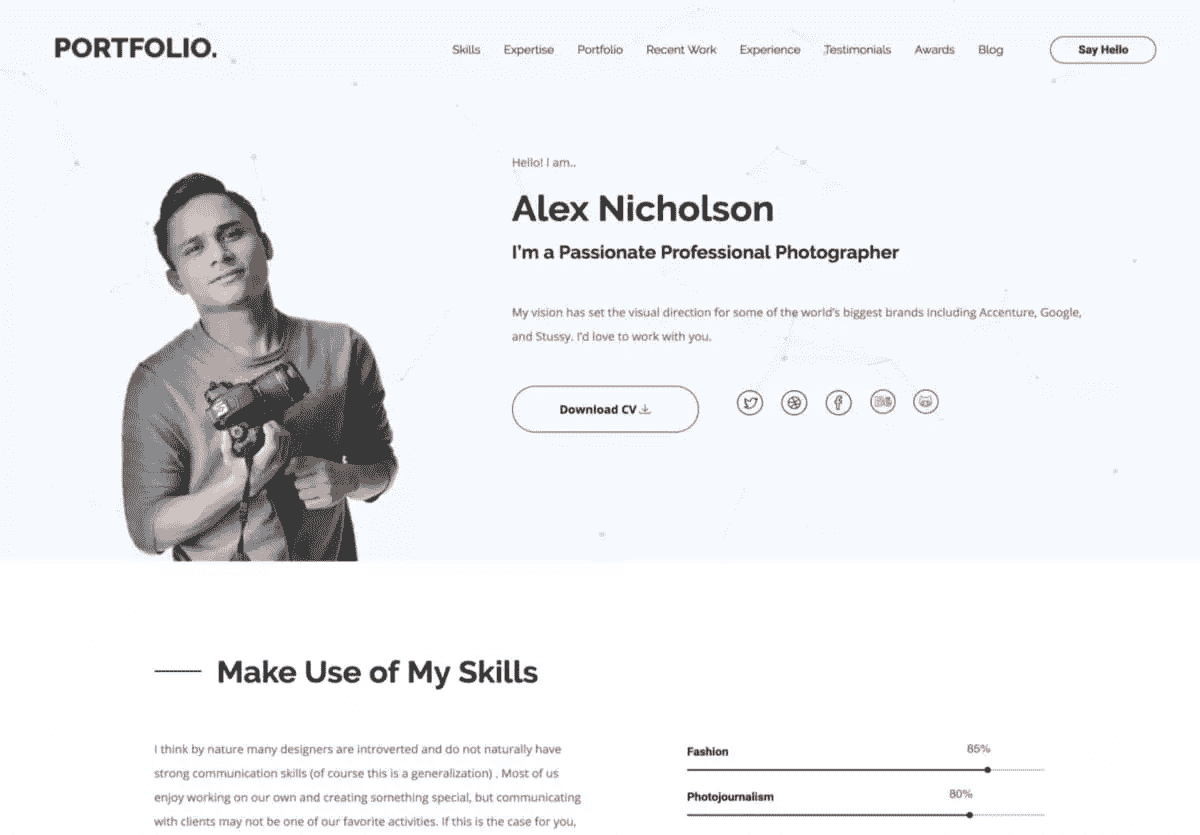 PORTFOLIO.
Skills Expertise Portfolio Recent Work Experience Testimonials Awards Blog Say Hello
Hello! I am..
Alex Nicholson
I'm a Passionate Professional Photographer
My vision has set the visual direction for some of the world's biggest brands including Accenture, Google,
and Stussy. I'd love to work with you.
Download CV
Make Use of My Skills
I think by nature many designers are introverted and do not naturally have
strong communication skills (of course this is a generalization) . Most of us
enjoy working on our own and creating something special, but communicating
with clients may not be one of our favorite activities. If this is the case for you,
Fashion 85%
Photojournalism 80%